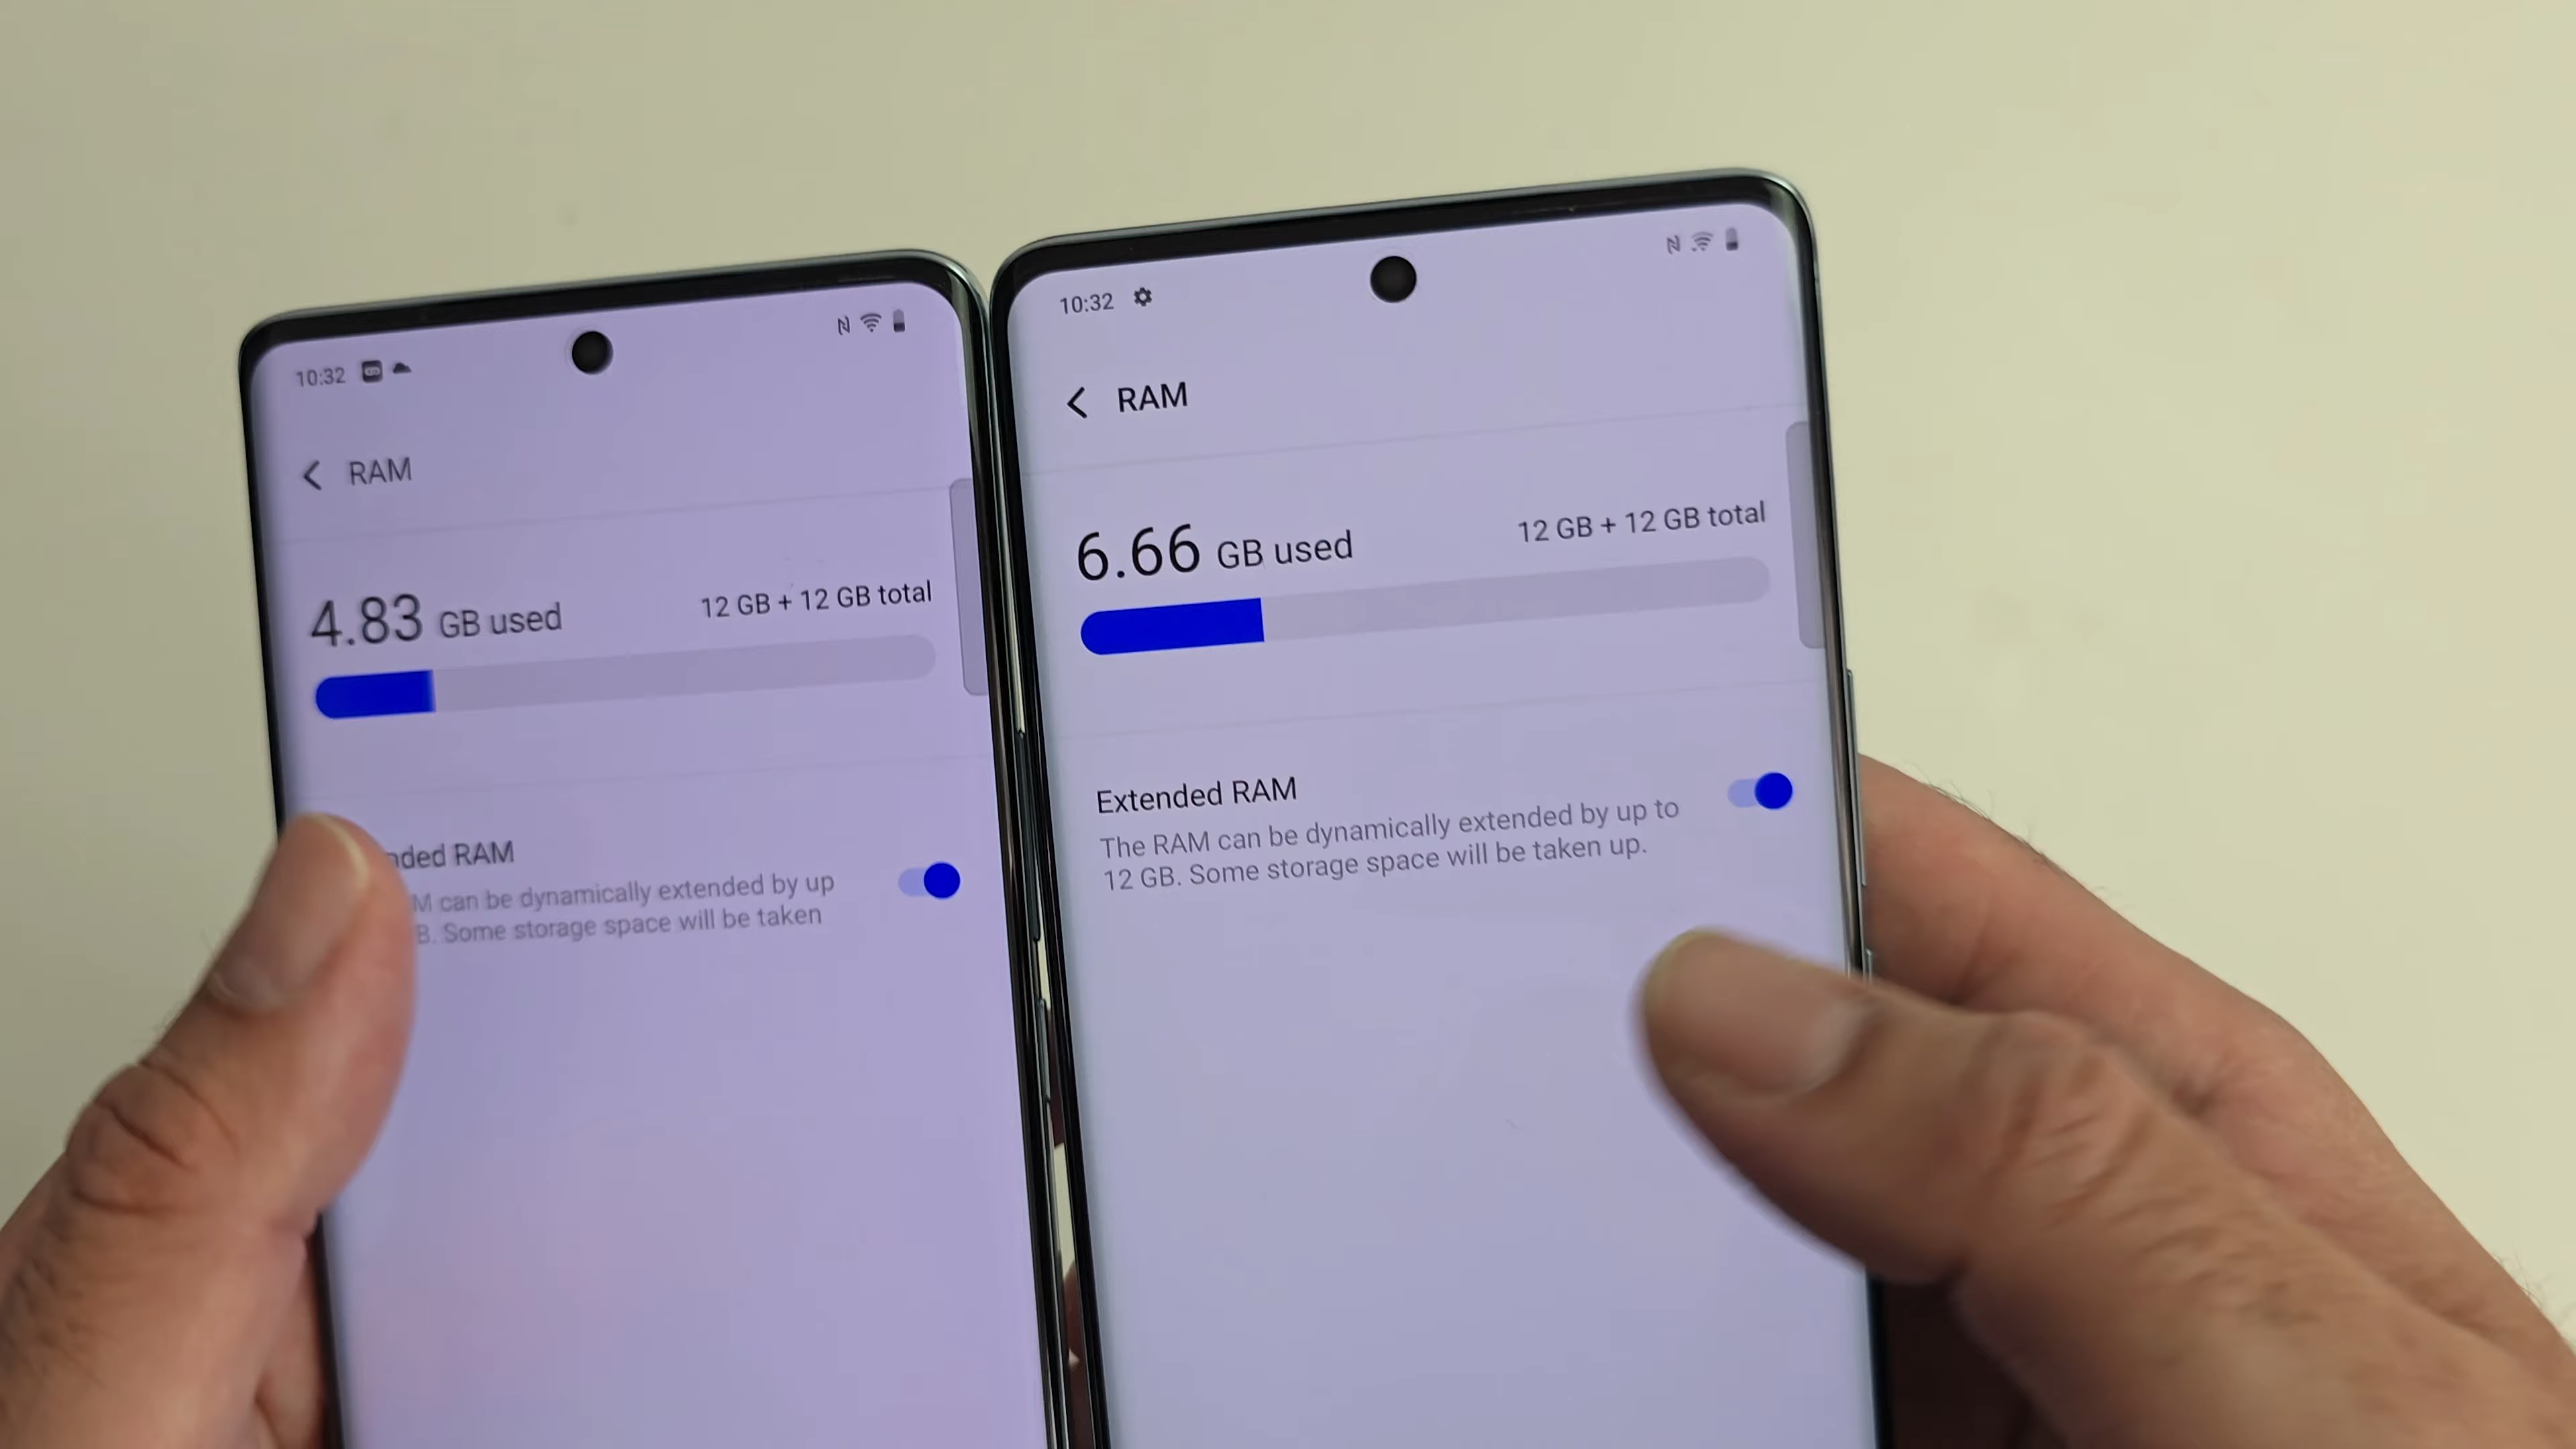 10:32
RAM
4.83 GB used
12 GB + 12 GB total
nded RAM
M can be dynamically extended by up
B. Some storage space will be taken
10:32
RAM
6.66 GB used
12 GB + 12 GB total
Extended RAM
The RAM can be dynamically extended by up to
12 GB. Some storage space will be taken up.